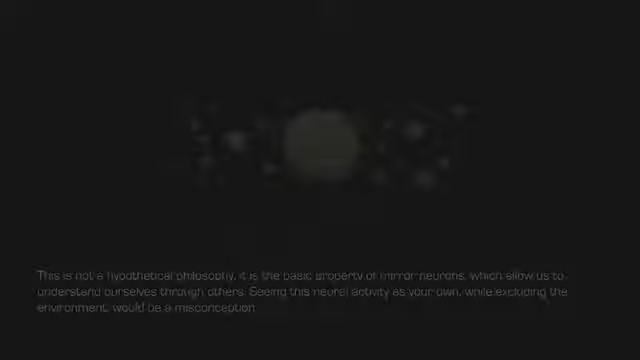 This is not a hypothetical philosophy, it is the basic property of mirror neurons, which allow us to
understand ourselves through others. Seeing this neural activity as your own, while excluding the
environment, would be a misconception